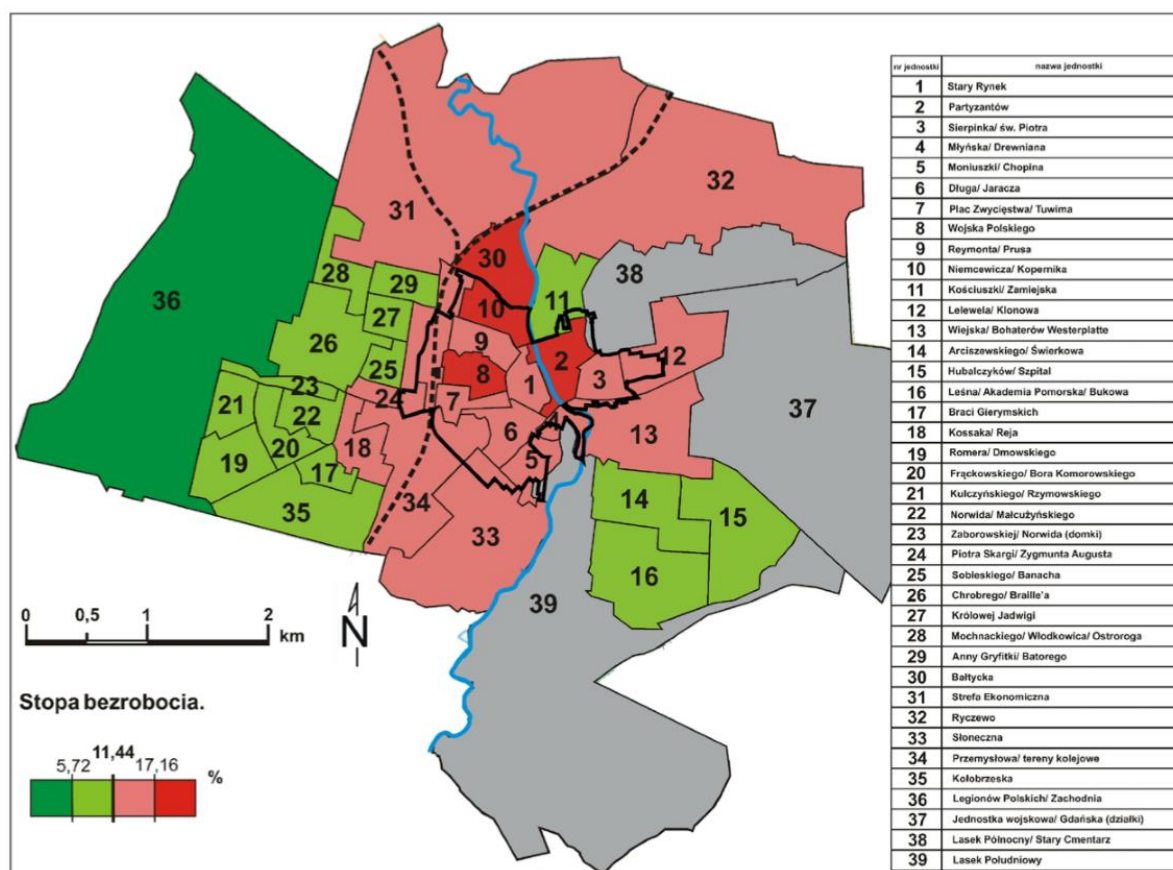 nr jednostki nazwa jednostki
1 Stary Rynek
2 Partyzantów
3 Sierpinka/ św. Piotra
4 Młyńska/ Drewniana
5 Moniuszki/ Chopina
6 Długa/ Jaracza
7 Plac Zwycięstwa/ Tuwima
8 Wojska Polskiego
9 Reymonta/ Prusa
10 Niemcewicza/ Kopernika
11 Kościuszki/ Zamiejska
12 Lelewela/ Klonowa
13 Wiejska/ Bohaterów Westerplatte
14 Arciszewskiego/ Świerkowa
15 Hubalczyków/ Szpital
16 Leśna/ Akademia Pomorska/ Bukowa
17 Braci Gierymskich
18 Kossaka/ Reja
19 Romera/ Dmowskiego
20 Frąckowskiego/ Bora Komorowskiego
21 Kulczyńskiego/ Rzymowskiego
22 Norwida/ Małcużyńskiego
23 Zaborowskiej/ Norwida (domki)
24 Piotra Skargi/ Zygmunta Augusta
25 Sobieskiego/ Banacha
26 Chrobrego/ Braille'a
27 Królowej Jadwigi
28 Mochnackiego/ Włodkowica/ Ostroroga
29 Anny Gryfitki/ Batorego
30 Bałtycka
31 Strefa Ekonomiczna
32 Ryczewo
33 Słoneczna
34 Przemysłowa/ tereny kolejowe
35 Kołobrzeska
36 Legionów Polskich/ Zachodnia
37 Jednostka wojskowa/ Gdańska (działki)
38 Lasek Północny/ Stary Cmentarz
39 Lasek Południowy
32
31
30
38
28
29
36
11
27
10
26
9
2
12
25
8
1
3
23
24
37
21
22
7
4
6
13
20
18
5
19
17
14
34
15
35
33
16
39
0 0,5 1 2
km
N
Stopa bezrobocia.
11,44
5,72 17,16
%